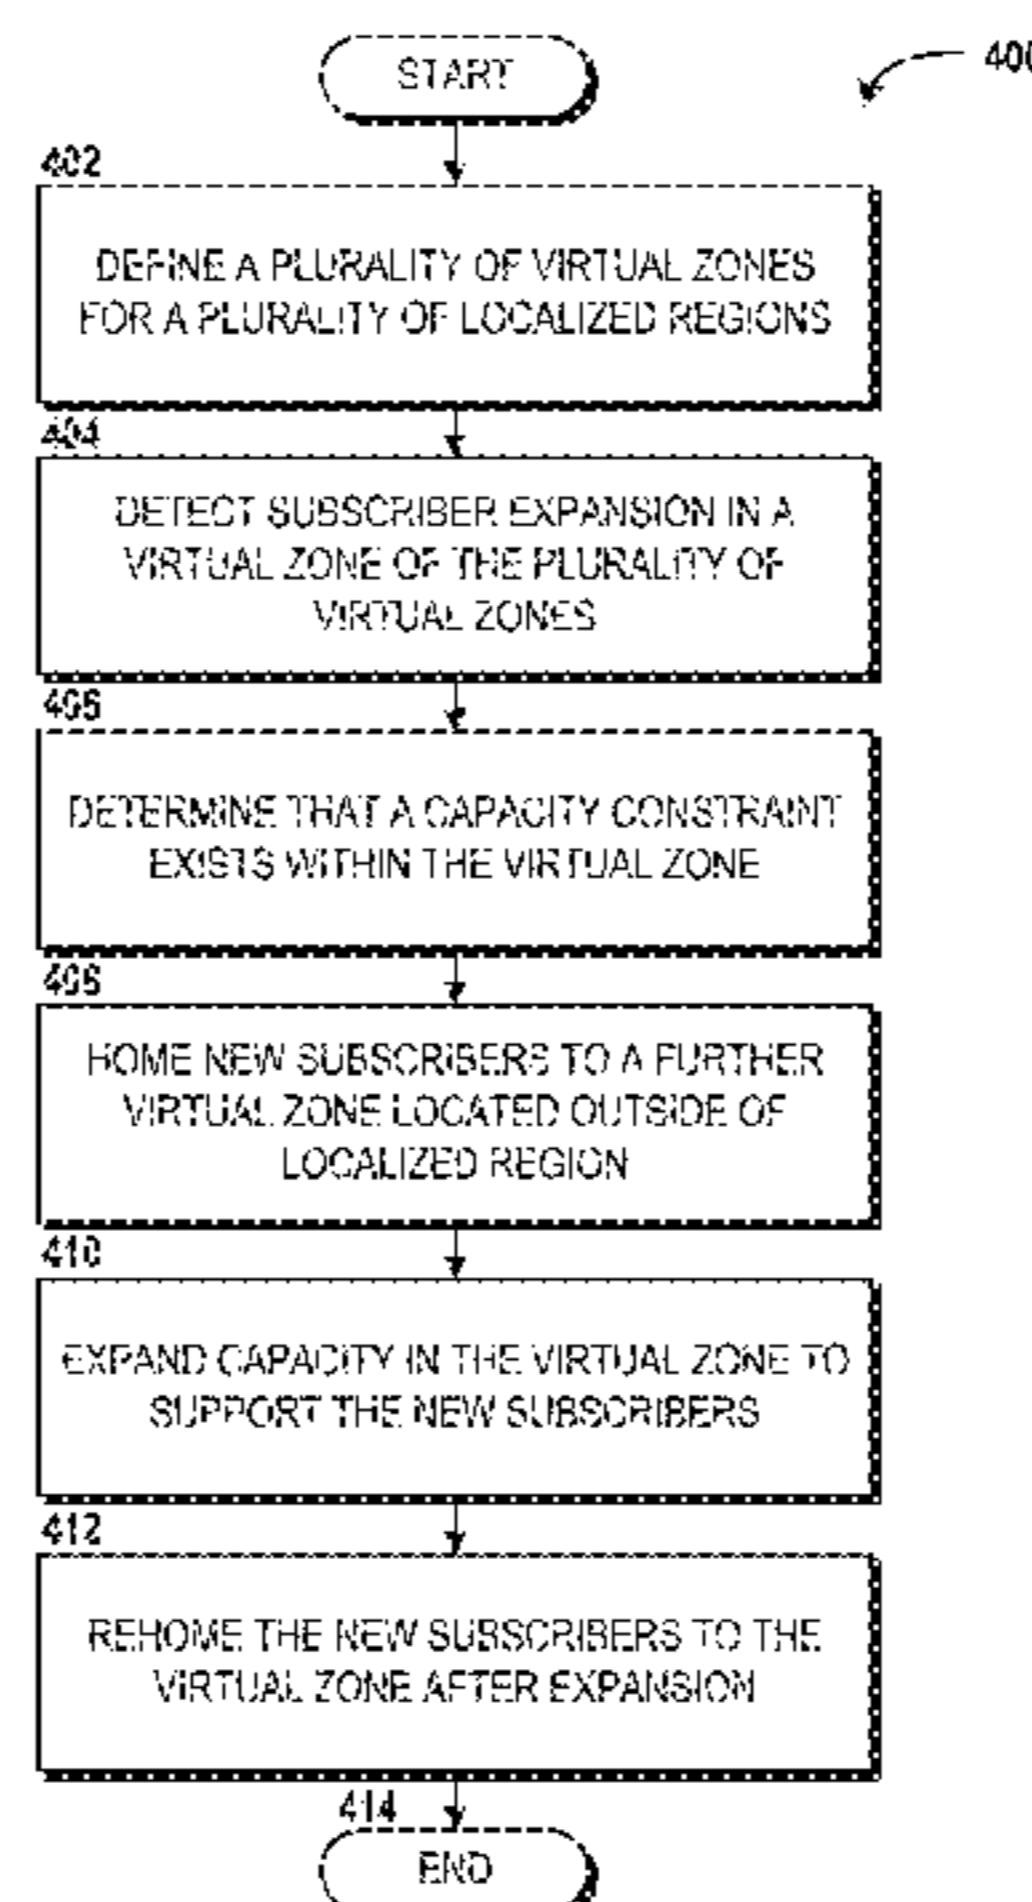 START
400
402
DEFINE A PLURALITY OF VIRTUAL ZONES
FOR A PLURALITY OF LOCALIZED REGIONS
404
DETECT SUBSCRIBER EXPANSION IN A
VIRTUAL ZONE OF THE PLURALITY OF
VIRTUAL ZONES
406
DETERMINE THAT A CAPACITY CONSTRAINT
EXISTS WITHIN THE VIRTUAL ZONE
408
HOME NEW SUBSCRIBERS TO A FURTHER
VIRTUAL ZONE LOCATED OUTSIDE OF
LOCALIZED REGION
410
EXPAND CAPACITY IN THE VIRTUAL ZONE TO
SUPPORT THE NEW SUBSCRIBERS
412
REHOME THE NEW SUBSCRIBERS TO THE
VIRTUAL ZONE AFTER EXPANSION
414
END